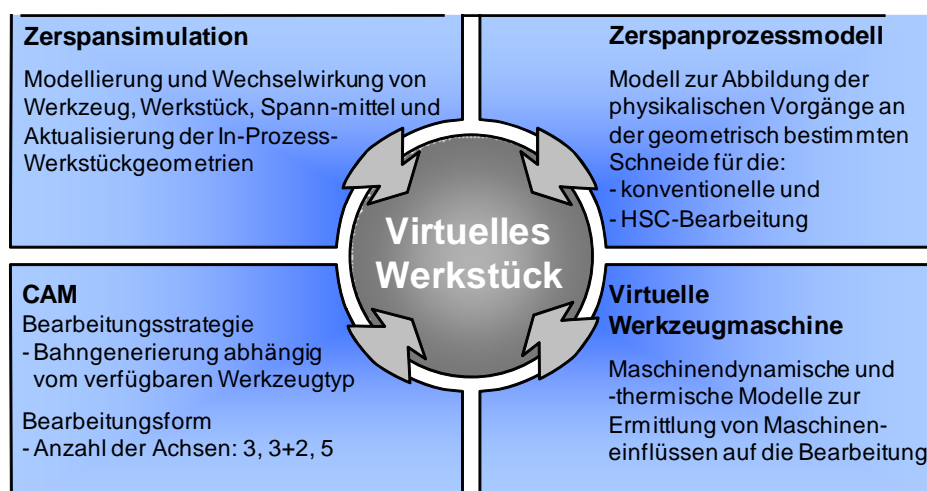 Zerspansimulation
Modellierung und Wechselwirkung von
Werkzeug, Werkstück, Spann-mittel und
Aktualisierung der In-Prozess-
Werkstückgeometrien
Zerspanprozessmodell
Modell zur Abbildung der
physikalischen Vorgänge an
der geometrisch bestimmten
Schneide für die:
- konventionelle und
- HSC-Bearbeitung
Virtuelles
Werkstück
CAM
Bearbeitungsstrategie
- Bahngenerierung abhängig
vom verfügbaren Werkzeugtyp
Bearbeitungsform
- Anzahl der Achsen: 3, 3+2, 5
Virtuelle
Werkzeugmaschine
Maschinendynamische und
-thermische Modelle zur
Ermittlung von Maschinen-
einflüssen auf die Bearbeitung